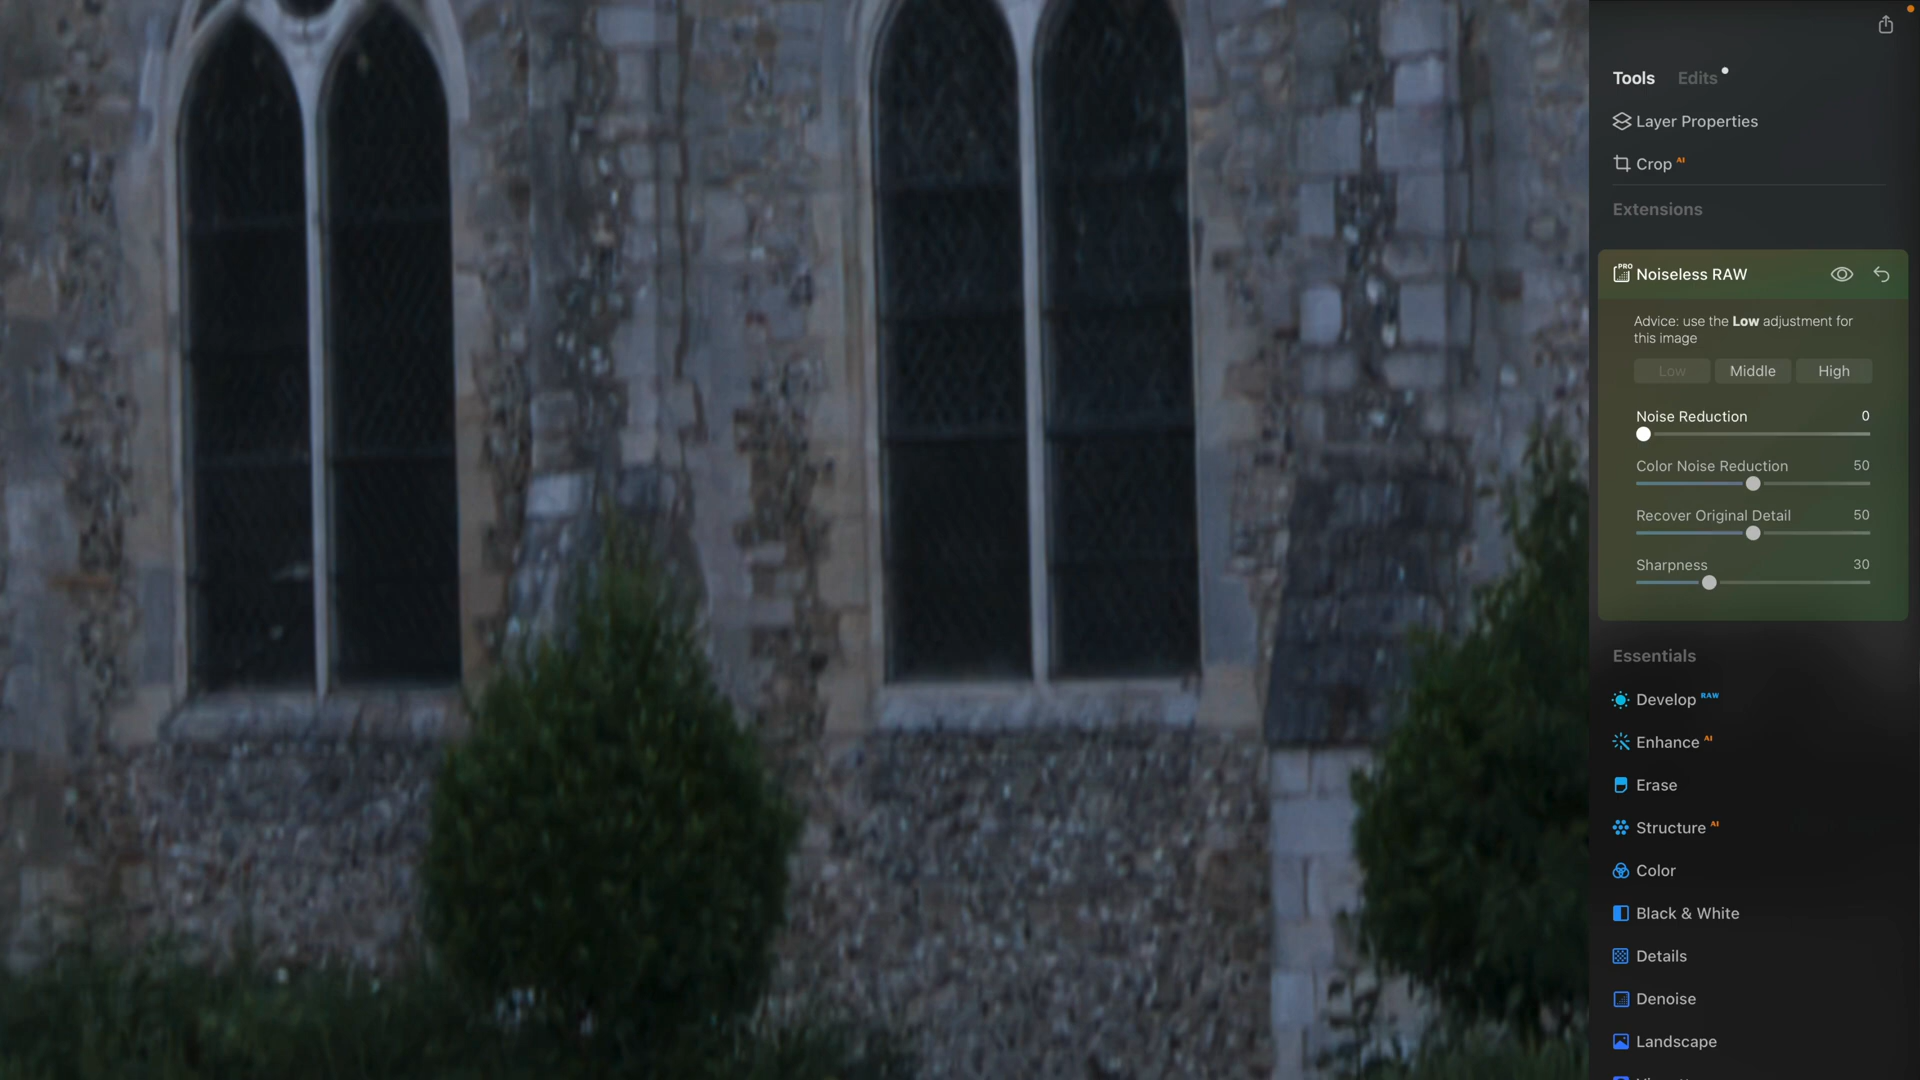 Tools Edits
Layer Properties
Crop AI
Extensions
PRO
Noiseless RAW
Advice: use the Low adjustment for
this image
Low Middle High
Noise Reduction 0
Color Noise Reduction 50
Recover Original Detail 50
Sharpness 30
Essentials
Develop RAW
Enhance AI
Erase
Structure AI
Color
Black & White
Details
Denoise
Landscape